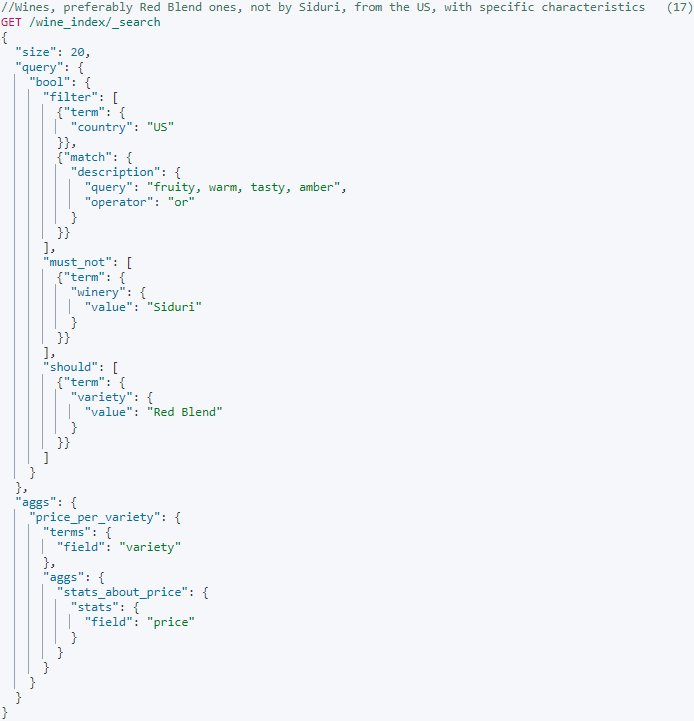 //Wines, preferably Red Blend ones, not by Siduri, from the US, with specific characteristics   (17)
GET /wine_index/_search
{
  "size": 20,
  "query": {
    "bool": {
      "filter": [
        {"term": {
          "country": "US"
        }},
        {"match": {
          "description": {
            "query": "fruity, warm, tasty, amber",
            "operator": "or"
          }
        }}
      ],
      "must_not": [
        {"term": {
          "winery": {
            "value": "Siduri"
          }
        }}
      ],
      "should": [
        {"term": {
          "variety": {
            "value": "Red Blend"
          }
        }}
      ]
    }
  },
  "aggs": {
    "price_per_variety": {
      "terms": {
        "field": "variety"
      },
      "aggs": {
        "stats_about_price": {
          "stats": {
            "field": "price"
          }
        }
      }
    }
  }
}